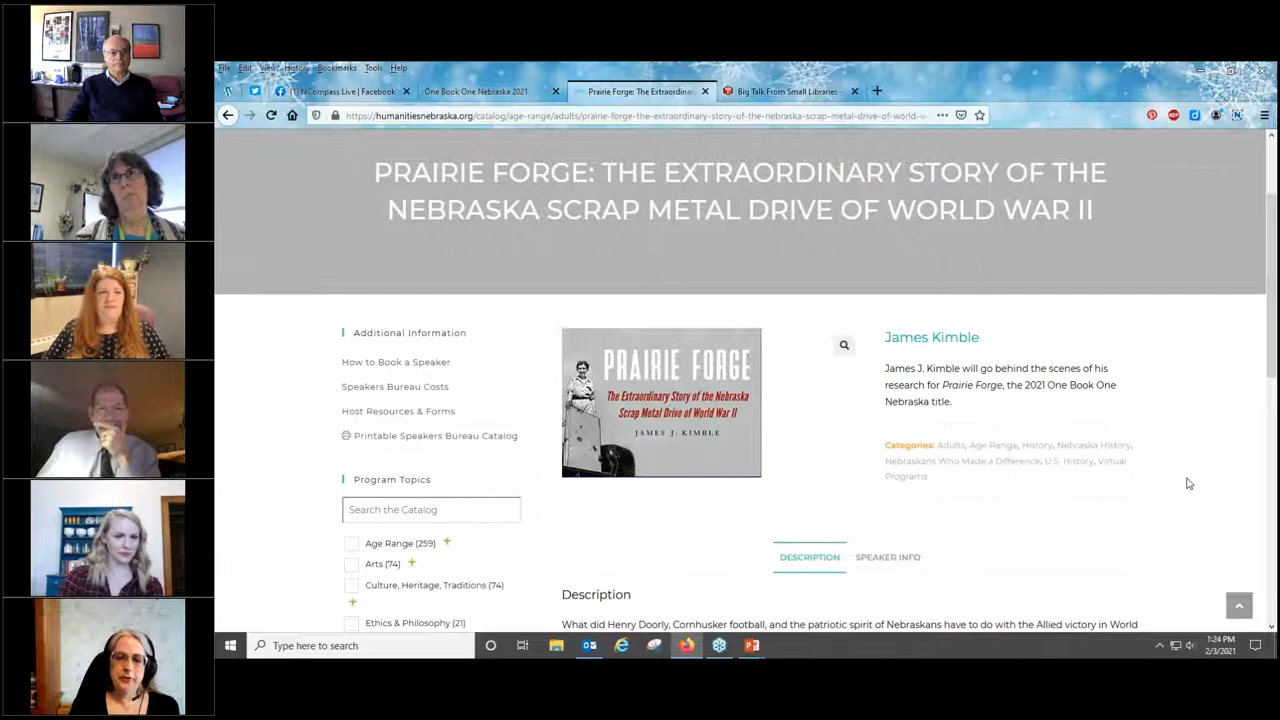 File Edit View History Bookmarks Tools Help
(1) NCompass Live | Facebook
One Book One Nebraska 2021
Prairie Forge: The Extraordinar
Big Talk From Small Libraries -
https://humanitiesnebraska.org/catalog/age-range/adults/prairie-forge-the-extraordinary-story-of-the-nebraska-scrap-metal-drive-of-world-w
PRAIRIE FORGE: THE EXTRAORDINARY STORY OF THE
NEBRASKA SCRAP METAL DRIVE OF WORLD WAR II
Additional Information
How to Book a Speaker
Speakers Bureau Costs
Host Resources & Forms
Printable Speakers Bureau Catalog
Program Topics
Search the Catalog
Age Range (259)
Arts (74)
Culture, Heritage, Traditions (74)
Ethics & Philosophy (21)
PRAIRIE FORGE
The Extraordinary Story of the Nebraska
Scrap Metal Drive of World War II
JAMES J. KIMBLE
James Kimble
James J. Kimble will go behind the scenes of his
research for Prairie Forge, the 2021 One Book One
Nebraska title.
Categories: Adults, Age Range, History, Nebraska History,
Nebraskans Who Made a Difference, U.S. History, Virtual
Programs
DESCRIPTION SPEAKER INFO
Description
What did Henry Doorly, Cornhusker football, and the patriotic spirit of Nebraskans have to do with the Allied victory in World
Type here to search
1:24 PM
2/3/2021